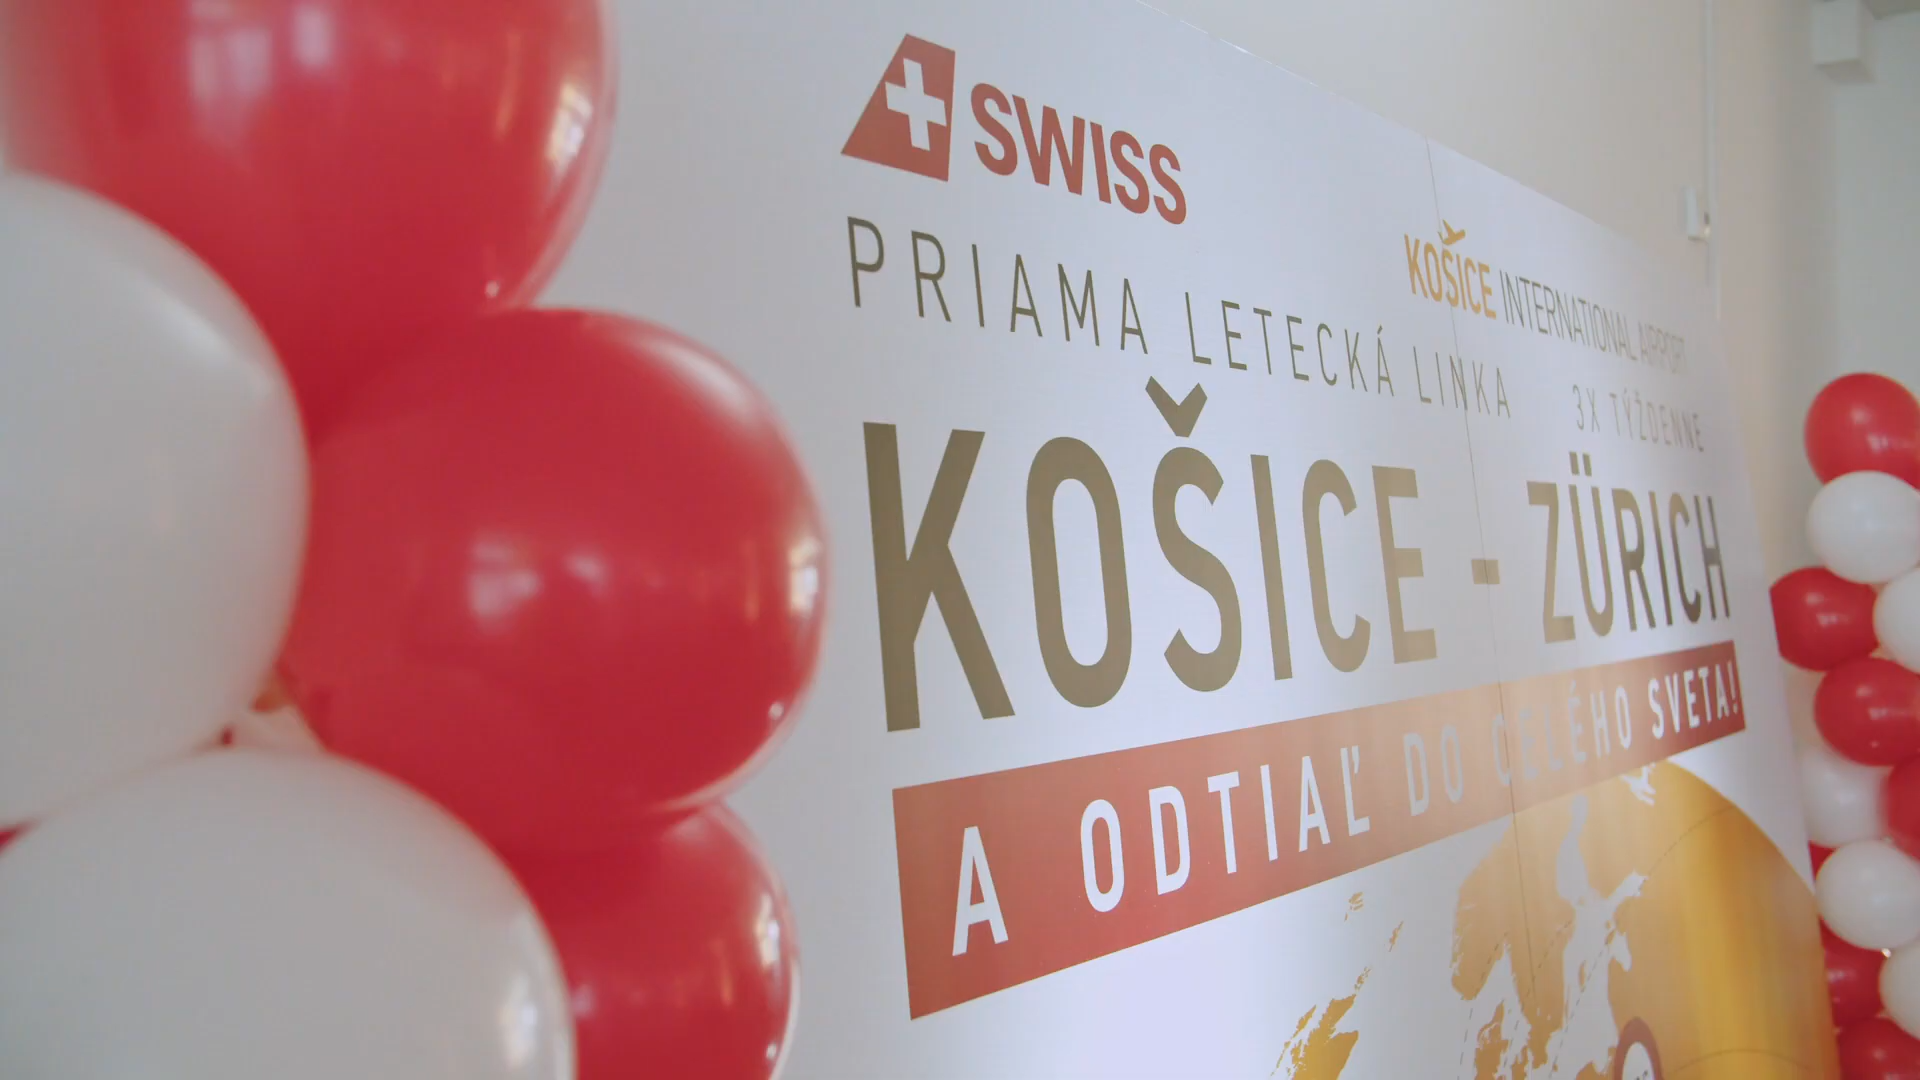 SWISS
KOŠICE INTERNATIONAL AIRPORT
PRIAMA LETECKÁ LINKA
3X TÝŽDENNE
KOŠICE - ZÜRICH
A ODTIAĽ DO CELÉHO SVETA!